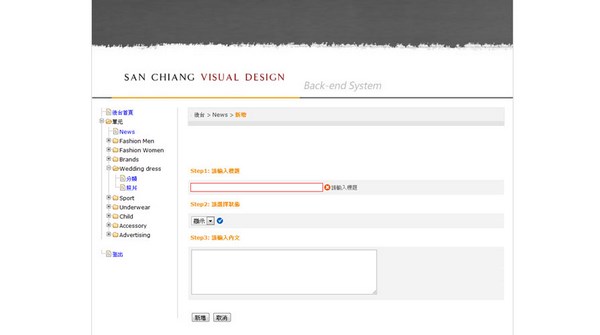 SAN CHIANG VISUAL DESIGN
Back-end System
後台首頁
單元
News
Fashion Men
Fashion Women
Brands
Wedding dress
分類
照片
Sport
Underwear
Child
Accessory
Advertising
登出
後台 > News > 新增
Step1: 請輸入標題
請輸入標題
Step2: 請選擇狀態
顯示
Step3: 請輸入內文
新增 取消